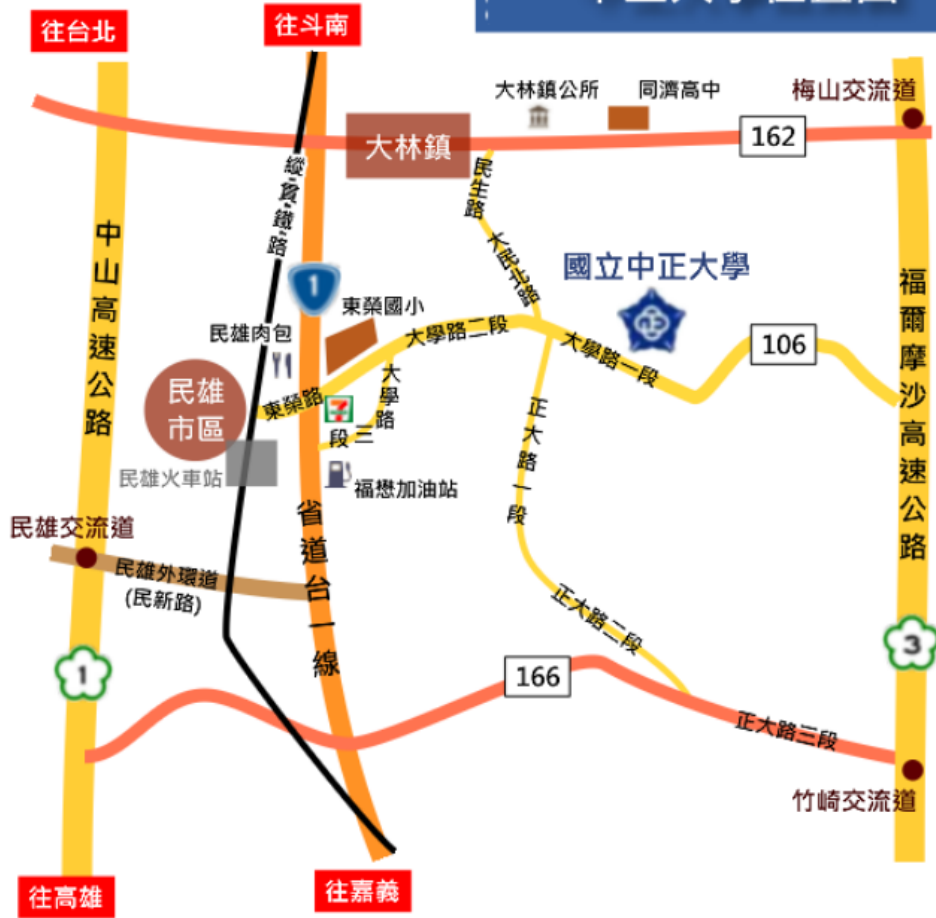 中正大學位置圖
往台北
往斗南
大林鎮公所
同濟高中
梅山交流道
大林鎮
162
縱貫鐵路
民生路
大民北路
中山高速公路
國立中正大學
福爾摩沙高速公路
1
東榮國小
民雄肉包
大學路二段
大學路一段
106
民雄
市區
東榮路
大學路三段
正大路一段
民雄火車站
福懋加油站
省道台一線
民雄交流道
民雄外環道
(民新路)
正大路二段
3
1
166
正大路三段
竹崎交流道
往高雄
往嘉義